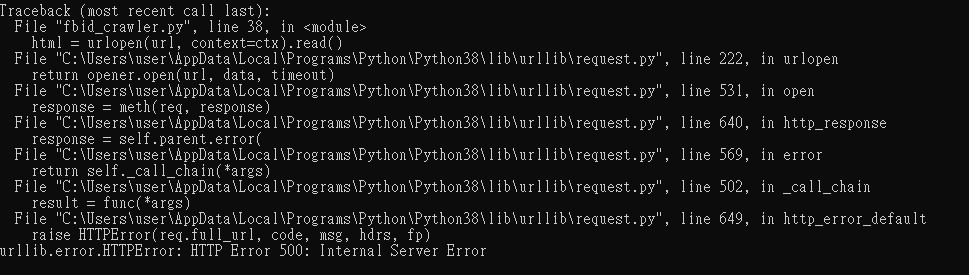 Traceback (most recent call last):
  File "fbid_crawler.py", line 38, in <module>
    html = urlopen(url, context=ctx).read()
  File "C:\Users\user\AppData\Local\Programs\Python\Python38\lib\urllib\request.py", line 222, in urlopen
    return opener.open(url, data, timeout)
  File "C:\Users\user\AppData\Local\Programs\Python\Python38\lib\urllib\request.py", line 531, in open
    response = meth(req, response)
  File "C:\Users\user\AppData\Local\Programs\Python\Python38\lib\urllib\request.py", line 640, in http_response
    response = self.parent.error(
  File "C:\Users\user\AppData\Local\Programs\Python\Python38\lib\urllib\request.py", line 569, in error
    return self._call_chain(*args)
  File "C:\Users\user\AppData\Local\Programs\Python\Python38\lib\urllib\request.py", line 502, in _call_chain
    result = func(*args)
  File "C:\Users\user\AppData\Local\Programs\Python\Python38\lib\urllib\request.py", line 649, in http_error_default
    raise HTTPError(req.full_url, code, msg, hdrs, fp)
urllib.error.HTTPError: HTTP Error 500: Internal Server Error